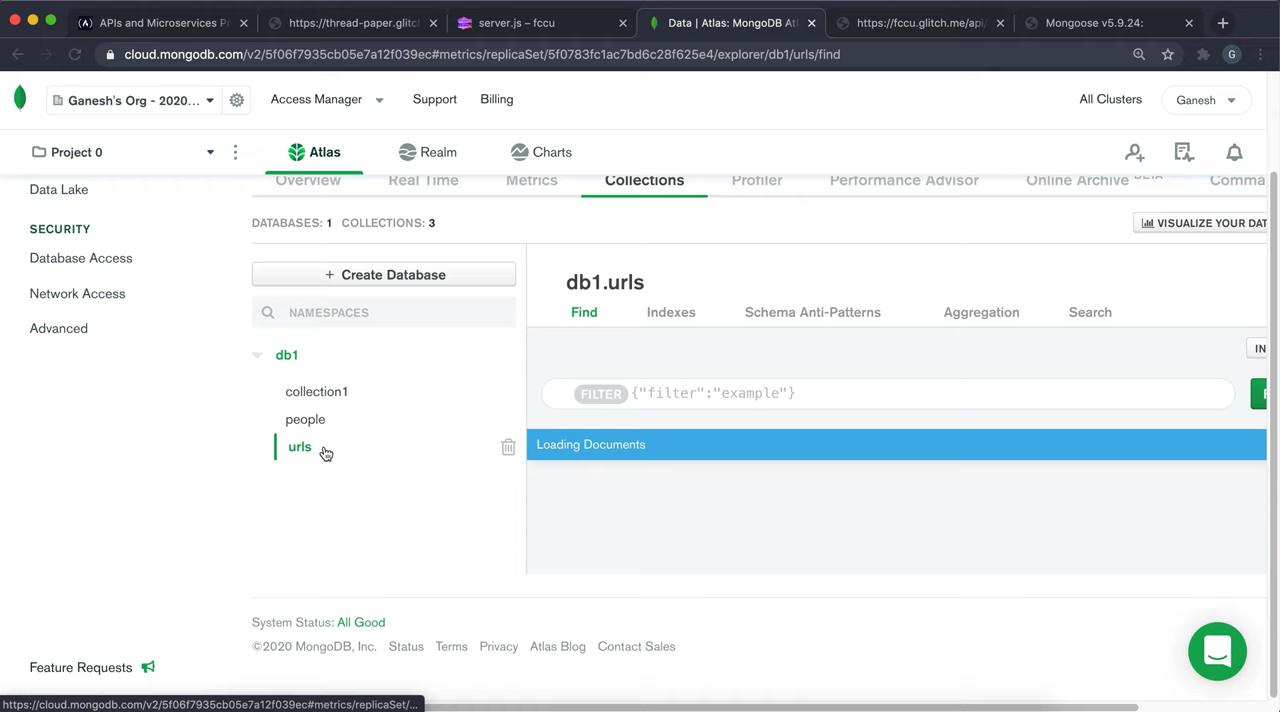 APIs and Microservices P
https://thread-paper.glitc
server.js – fccu
Data | Atlas: MongoDB Atl
https://fccu.glitch.me/api/
Mongoose v5.9.24:
cloud.mongodb.com/v2/5f06f7935cb05e7a12f039ec#metrics/replicaSet/5f0783fc1ac7bd6c28f625e4/explorer/db1/urls/find
G
Ganesh's Org - 2020...
Access Manager
Support
Billing
All Clusters
Ganesh
Project 0
Atlas
Realm
Charts
Data Lake
Overview
Real Time
Metrics
Collections
Profiler
Performance Advisor
Online Archive BETA
Comma
SECURITY
Database Access
Network Access
Advanced
DATABASES: 1 COLLECTIONS: 3
VISUALIZE YOUR DAT
+ Create Database
NAMESPACES
db1
collection1
people
urls
db1.urls
Find
Indexes
Schema Anti-Patterns
Aggregation
Search
IN
FILTER {"filter":"example"}
Loading Documents
System Status: All Good
©2020 MongoDB, Inc. Status Terms Privacy Atlas Blog Contact Sales
Feature Requests
https://cloud.mongodb.com/v2/5f06f7935cb05e7a12f039ec#metrics/replicaSet/...